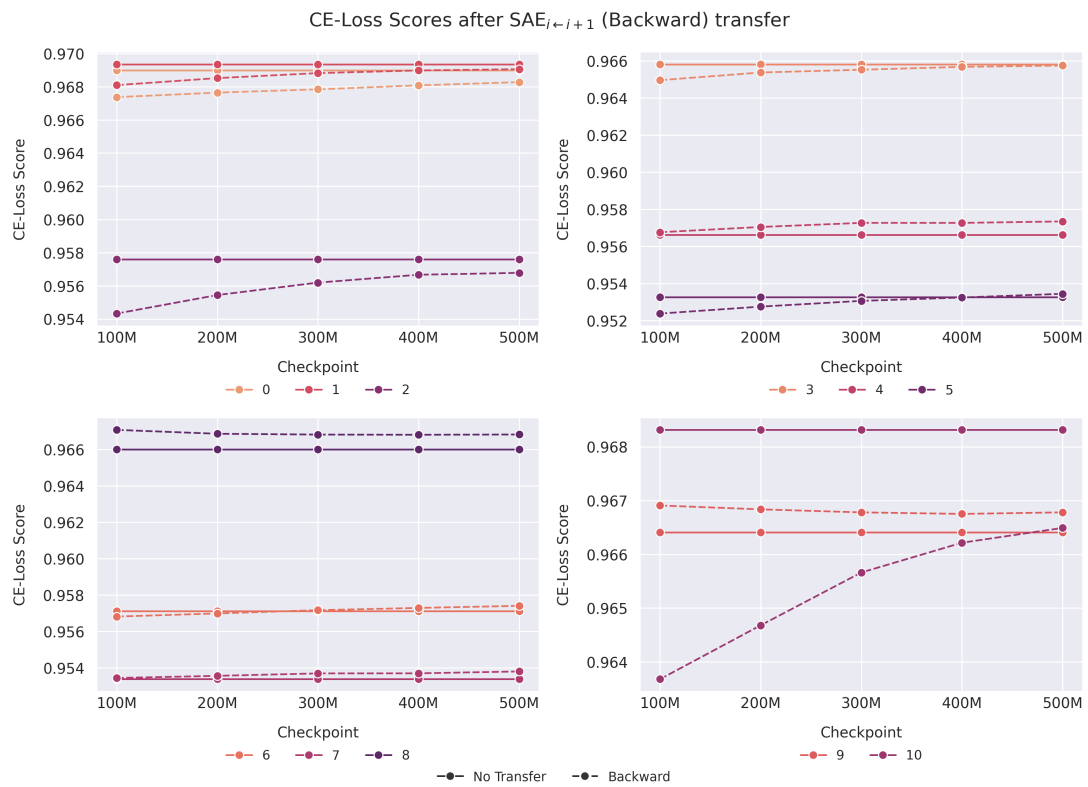 CE-Loss Scores after SAE_{i←i+1} (Backward) transfer
0.970
0.968
0.966
0.964
0.962
0.960
0.958
0.956
0.954
CE-Loss Score
100M 200M 300M 400M 500M
Checkpoint
0 1 2
0.966
0.964
0.962
0.960
0.958
0.956
0.954
0.952
CE-Loss Score
100M 200M 300M 400M 500M
Checkpoint
3 4 5
0.966
0.964
0.962
0.960
0.958
0.956
0.954
CE-Loss Score
100M 200M 300M 400M 500M
Checkpoint
6 7 8
0.968
0.967
0.966
0.965
0.964
CE-Loss Score
100M 200M 300M 400M 500M
Checkpoint
9 10
No Transfer Backward